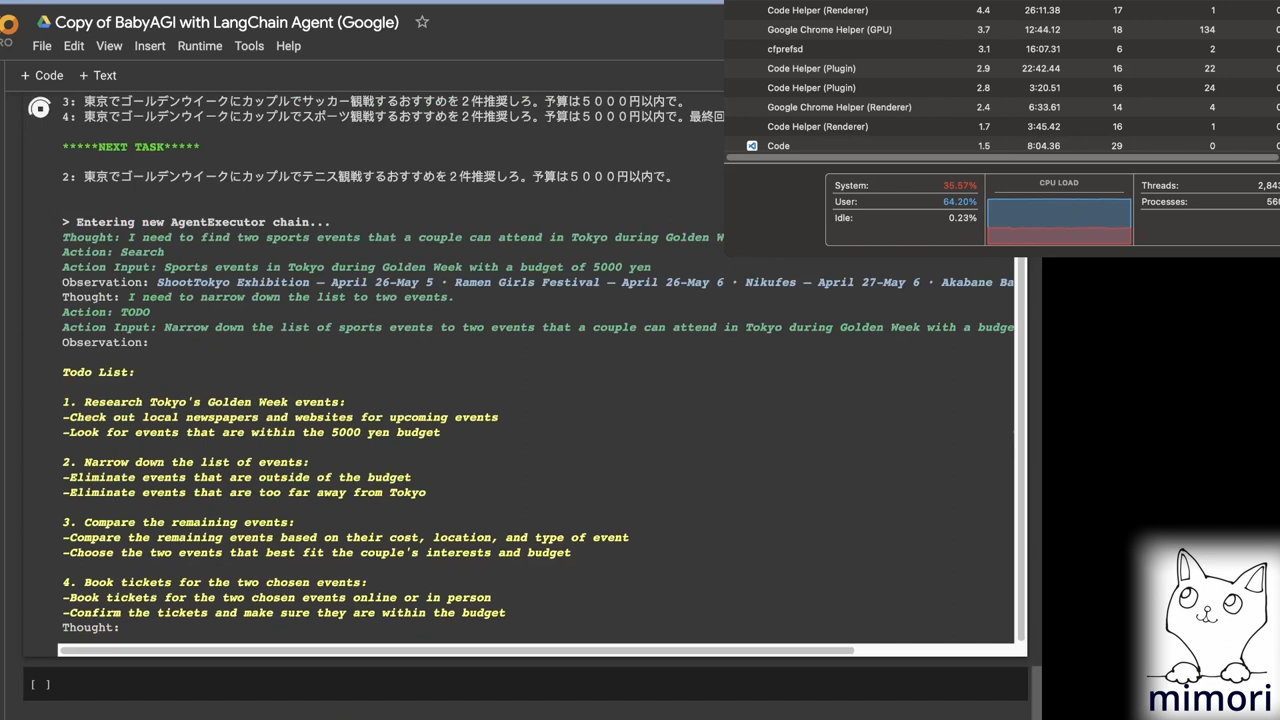 Copy of BabyAGI with LangChain Agent (Google)
File Edit View Insert Runtime Tools Help
+ Code + Text
3: 東京でゴールデンウイークにカップルでサッカー観戦するおすすめを２件推奨しろ。予算は５０００円以内で。
4: 東京でゴールデンウイークにカップルでスポーツ観戦するおすすめを２件推奨しろ。予算は５０００円以内で。最終回
*****NEXT TASK*****
2: 東京でゴールデンウイークにカップルでテニス観戦するおすすめを２件推奨しろ。予算は５０００円以内で。
> Entering new AgentExecutor chain...
Thought: I need to find two sports events that a couple can attend in Tokyo during Golden W
Action: Search
Action Input: Sports events in Tokyo during Golden Week with a budget of 5000 yen
Observation: ShootTokyo Exhibition — April 26-May 5 · Ramen Girls Festival — April 26-May 6 · Nikufes — April 27-May 6 · Akabane Ba
Thought: I need to narrow down the list to two events.
Action: TODO
Action Input: Narrow down the list of sports events to two events that a couple can attend in Tokyo during Golden Week with a budge
Observation:
Todo List:
1. Research Tokyo's Golden Week events:
-Check out local newspapers and websites for upcoming events
-Look for events that are within the 5000 yen budget
2. Narrow down the list of events:
-Eliminate events that are outside of the budget
-Eliminate events that are too far away from Tokyo
3. Compare the remaining events:
-Compare the remaining events based on their cost, location, and type of event
-Choose the two events that best fit the couple's interests and budget
4. Book tickets for the two chosen events:
-Book tickets for the two chosen events online or in person
-Confirm the tickets and make sure they are within the budget
Thought:
[ ]
Code Helper (Renderer) 4.4 26:11.38 17 1
Google Chrome Helper (GPU) 3.7 12:44.12 18 134
cfprefsd 3.1 16:07.31 6 2
Code Helper (Plugin) 2.9 22:42.44 16 22
Code Helper (Plugin) 2.8 3:20.51 16 24
Google Chrome Helper (Renderer) 2.4 6:33.61 14 4
Code Helper (Renderer) 1.7 3:45.42 16 1
Code 1.5 8:04.36 29 0
System: 35.57%
User: 64.20%
Idle: 0.23%
CPU LOAD
Threads: 2,843
Processes: 560
mimori